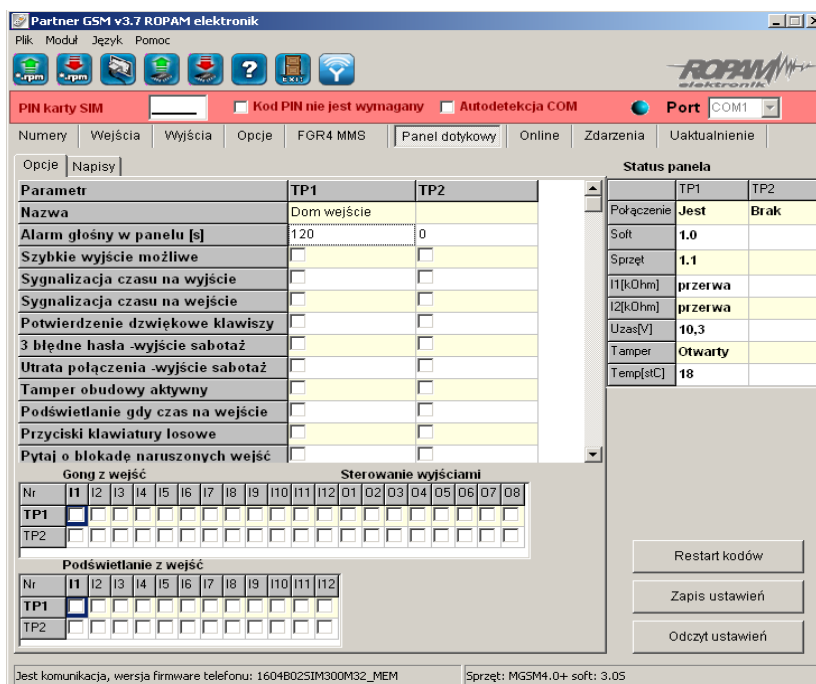 Partner GSM v3.7 ROPAM elektronik
Plik Moduł Język Pomoc
*.rpm *.rpm ? EXIT ROPAM elektronik
PIN karty SIM Kod PIN nie jest wymagany Autodetekcja COM Port COM1
Numery Wejścia Wyjścia Opcje FGR4 MMS Panel dotykowy Online Zdarzenia Uaktualnienie
Opcje Napisy
Parametr TP1 TP2
Nazwa Dom wejście
Alarm głośny w panelu [s] 120 0
Szybkie wyjście możliwe
Sygnalizacja czasu na wyjście
Sygnalizacja czasu na wejście
Potwierdzenie dzwiękowe klawiszy
3 błędne hasła -wyjście sabotaż
Utrata połączenia -wyjście sabotaż
Tamper obudowy aktywny
Podświetlanie gdy czas na wejście
Przyciski klawiatury losowe
Pytaj o blokadę naruszonych wejść
Status panela
TP1 TP2
Połączenie Jest Brak
Soft 1.0
Sprzęt 1.1
I1[kOhm] przerwa
I2[kOhm] przerwa
Uzas[V] 10,3
Tamper Otwarty
Temp[stC] 18
Gong z wejść Sterowanie wyjściami
Nr I1 I2 I3 I4 I5 I6 I7 I8 I9 I10 I11 I12 O1 O2 O3 O4 O5 O6 O7 O8
TP1
TP2
Podświetlanie z wejść
Nr I1 I2 I3 I4 I5 I6 I7 I8 I9 I10 I11 I12
TP1
TP2
Restart kodów
Zapis ustawień
Odczyt ustawień
Jest komunikacja, wersja firmware telefonu: 1604B02SIM300M32_MEM Sprzęt: MGSM4.0+ soft: 3.0S